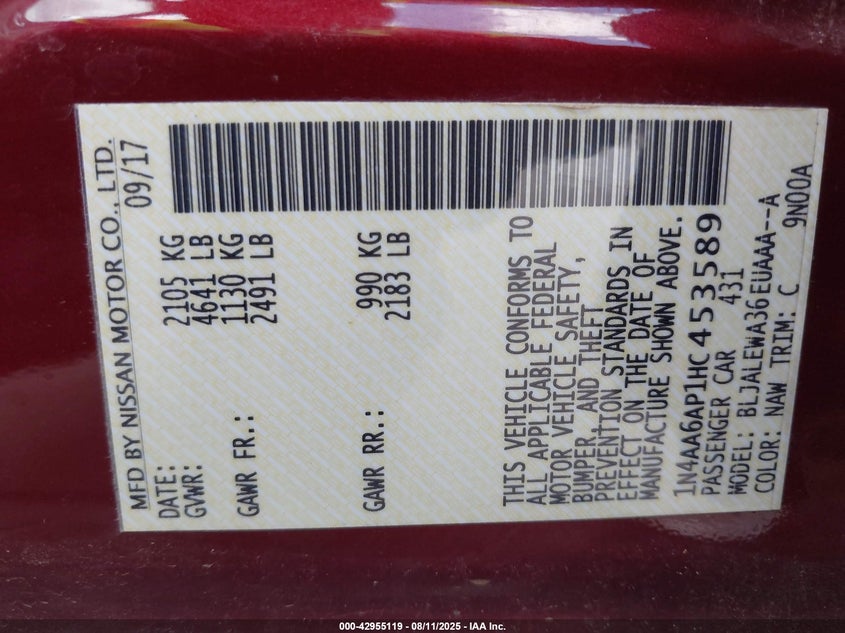 MFD BY NISSAN MOTOR CO., LTD.
DATE: 09/17
GVWR: 2105 KG
4641 LB
GAWR FR.: 1130 KG
2491 LB
GAWR RR.: 990 KG
2183 LB
THIS VEHICLE CONFORMS TO
ALL APPLICABLE FEDERAL
MOTOR VEHICLE SAFETY,
BUMPER, AND THEFT
PREVENTION STANDARDS IN
EFFECT ON THE DATE OF
MANUFACTURE SHOWN ABOVE.
1N4AA6AP1HC453589
PASSENGER CAR 431
MODEL: BLJALEWA36EUAAA--A
COLOR: NAW TRIM: C 9N00A
000-42955119 - 08/11/2025 - IAA Inc.